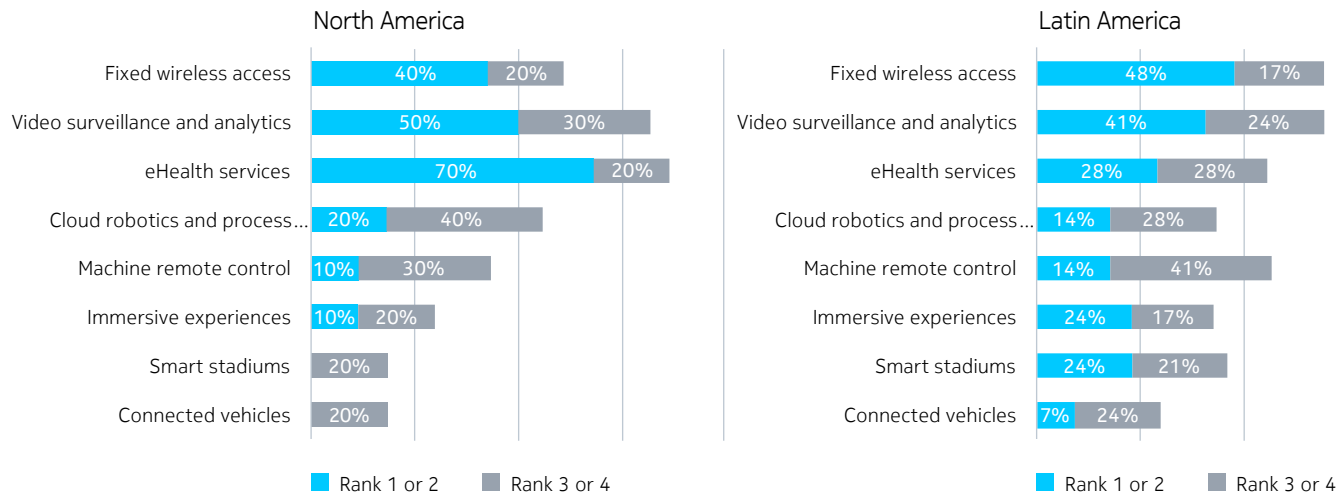 North America
Fixed wireless access 40% 20%
Video surveillance and analytics 50% 30%
eHealth services 70% 20%
Cloud robotics and process... 20% 40%
Machine remote control 10% 30%
Immersive experiences 10% 20%
Smart stadiums 20%
Connected vehicles 20%
Rank 1 or 2 Rank 3 or 4
Latin America
Fixed wireless access 48% 17%
Video surveillance and analytics 41% 24%
eHealth services 28% 28%
Cloud robotics and process... 14% 28%
Machine remote control 14% 41%
Immersive experiences 24% 17%
Smart stadiums 24% 21%
Connected vehicles 7% 24%
Rank 1 or 2 Rank 3 or 4